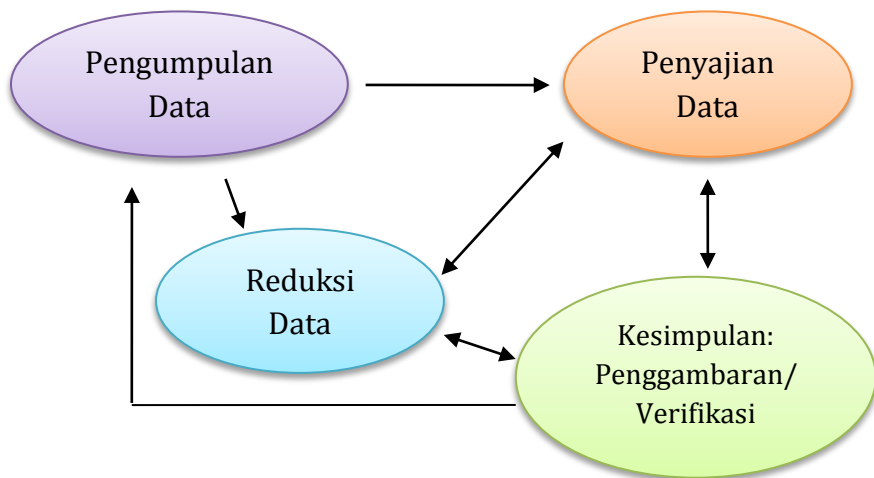 Pengumpulan
Data
Penyajian
Data
Reduksi
Data
Kesimpulan:
Penggambaran/
Verifikasi